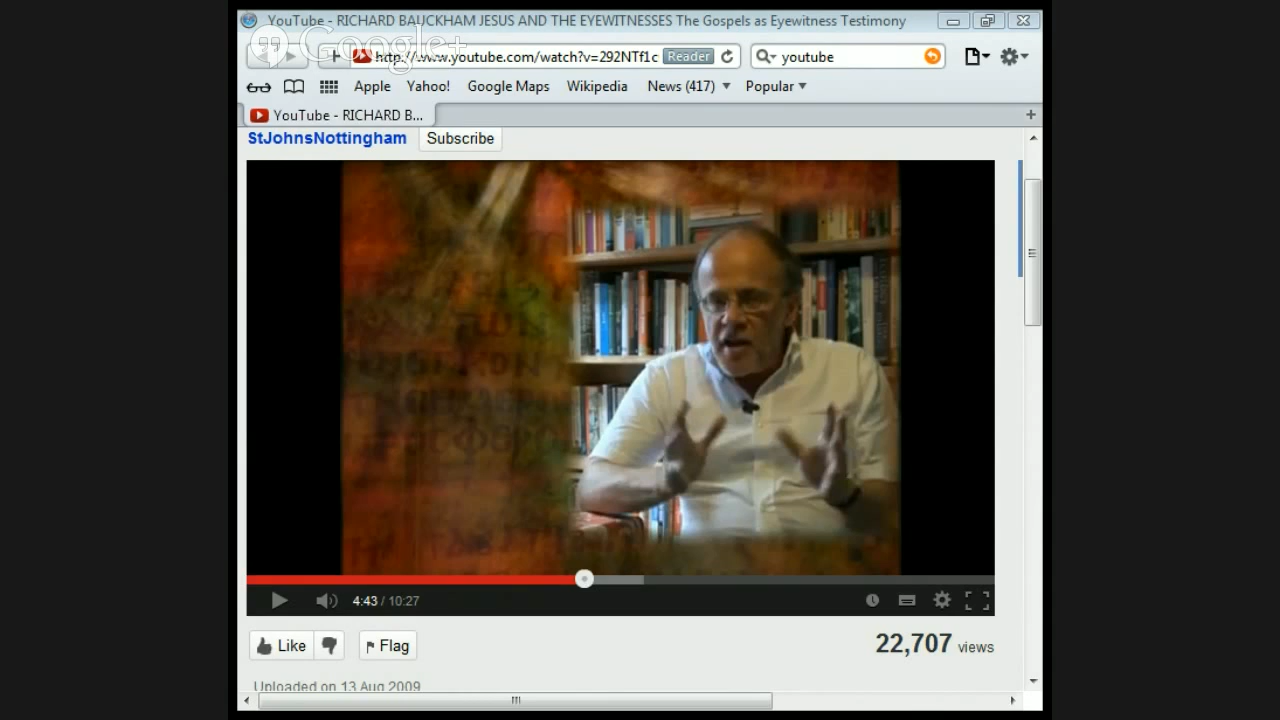 YouTube - RICHARD BAUCKHAM JESUS AND THE EYEWITNESSES The Gospels as Eyewitness Testimony
Google+
http://www.youtube.com/watch?v=292NTf1c Reader youtube
Apple Yahoo! Google Maps Wikipedia News (417) Popular
YouTube - RICHARD B...
StJohnsNottingham Subscribe
4:43 / 10:27
Like Flag 22,707 views
Uploaded on 13 Aug 2009